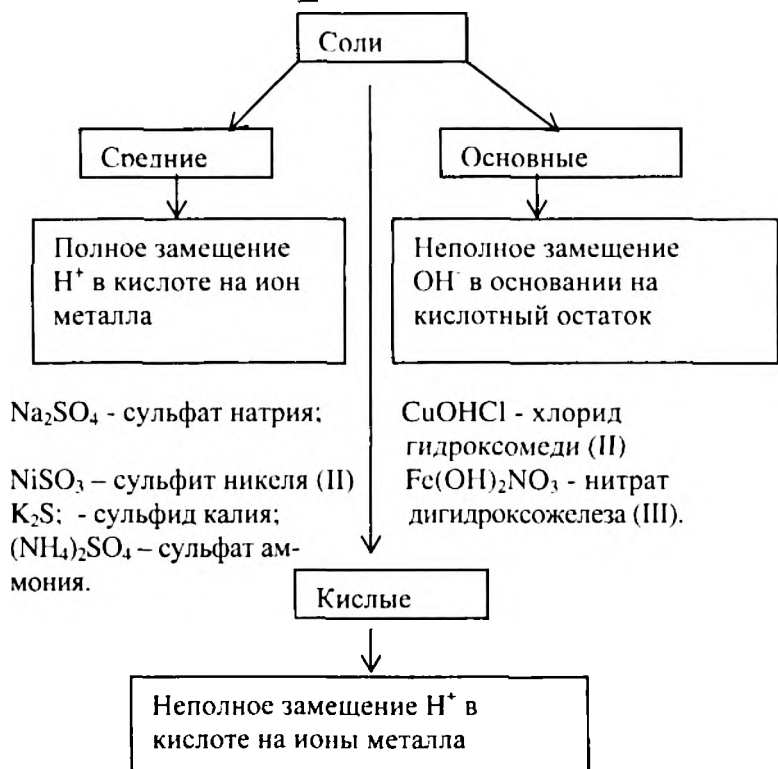 Соли
Средние
Основные
Полное замещение
H⁺ в кислоте на ион
металла
Неполное замещение
OH⁻ в основании на
кислотный остаток
Na₂SO₄ - сульфат натрия;
NiSO₃ – сульфит никеля (II)
K₂S; - сульфид калия;
(NH₄)₂SO₄ – сульфат ам-
мония.
CuOHCl - хлорид
гидроксомеди (II)
Fe(OH)₂NO₃ - нитрат
дигидроксожелеза (III).
Кислые
Неполное замещение H⁺ в
кислоте на ионы металла